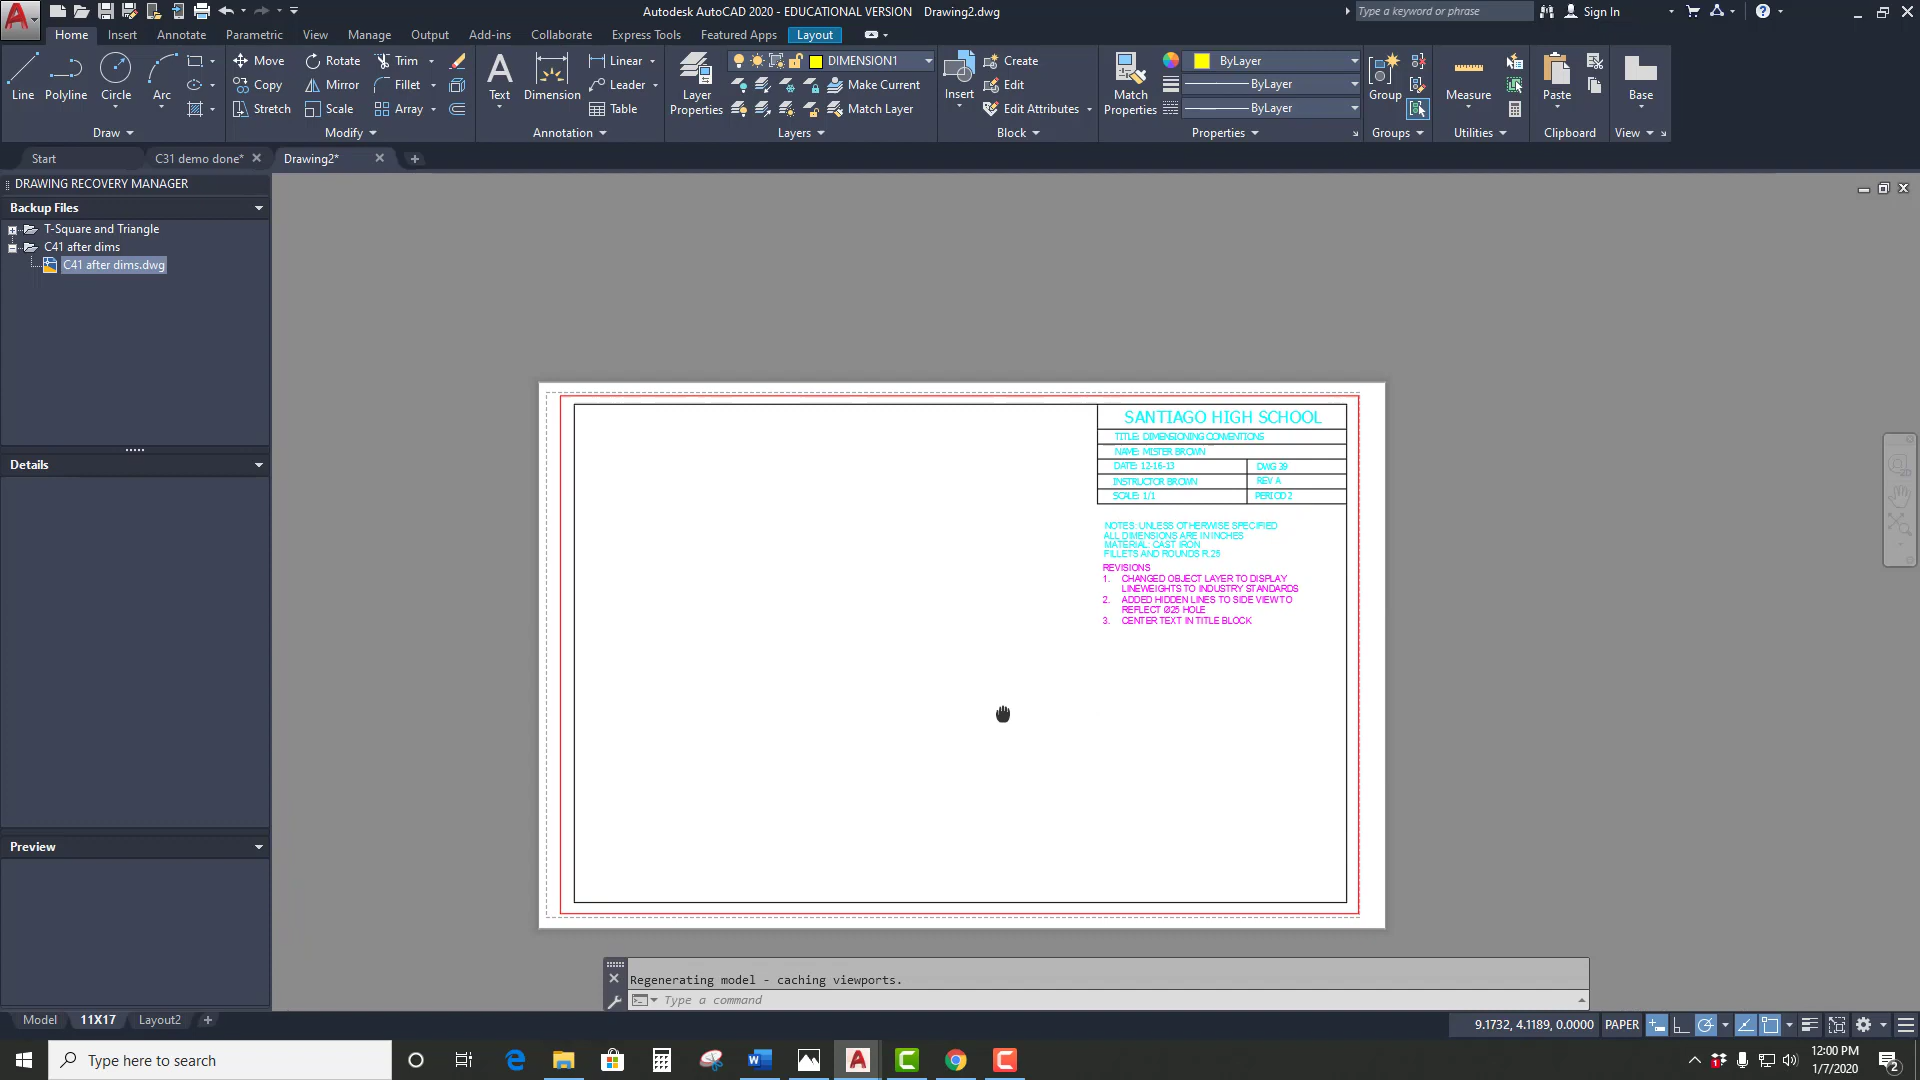 Autodesk AutoCAD 2020 - EDUCATIONAL VERSION Drawing2.dwg
Type a keyword or phrase
Sign In
Home Insert Annotate Parametric View Manage Output Add-ins Collaborate Express Tools Featured Apps Layout
Line Polyline Circle Arc
Move Rotate Trim
Copy Mirror Fillet
Stretch Scale Array
Text Dimension
Linear
Leader
Table
Layer Properties
DIMENSION1
Make Current
Match Layer
Insert
Create
Edit
Edit Attributes
Match Properties
ByLayer
ByLayer
ByLayer
Group
Measure
Paste
Base
Draw Modify Annotation Layers Block Properties Groups Utilities Clipboard View
Start C31 demo done* Drawing2*
DRAWING RECOVERY MANAGER
Backup Files
T-Square and Triangle
C41 after dims
C41 after dims.dwg
Details
Preview
SANTIAGO HIGH SCHOOL
TITLE: DIMENSIONING CONVENTIONS
NAME: MISTER BROWN
DATE: 12-16-13 DWG 39
INSTRUCTOR BROWN REV A
SCALE: 1/1 PERIOD 2
NOTES: UNLESS OTHERWISE SPECIFIED
ALL DIMENSIONS ARE IN INCHES
MATERIAL: CAST IRON
FILLETS AND ROUNDS R.25
REVISIONS
1. CHANGED OBJECT LAYER TO DISPLAY
LINEWEIGHTS TO INDUSTRY STANDARDS
2. ADDED HIDDEN LINES TO SIDE VIEW TO
REFLECT Ø25 HOLE
3. CENTER TEXT IN TITLE BLOCK
Regenerating model - caching viewports.
Type a command
Model 11X17 Layout2
9.1732, 4.1189, 0.0000 PAPER
Type here to search
12:00 PM
1/7/2020
2